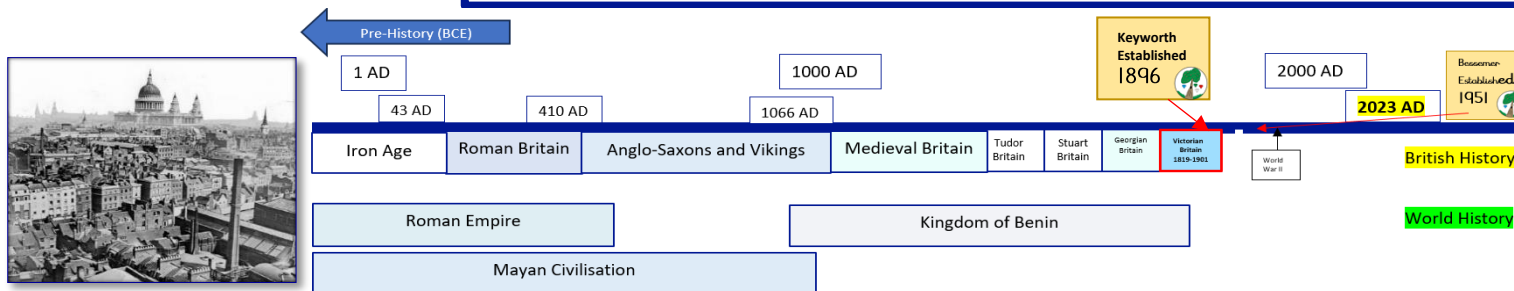 Pre-History (BCE)
Keyworth
Established
1896
Bessemer
Established
1951
1 AD
1000 AD
2000 AD
43 AD
410 AD
1066 AD
2023 AD
Iron Age
Roman Britain
Anglo-Saxons and Vikings
Medieval Britain
Tudor
Britain
Stuart
Britain
Georgian
Britain
Victorian
Britain
1819-1901
World
War II
British History
Roman Empire
Kingdom of Benin
World History
Mayan Civilisation